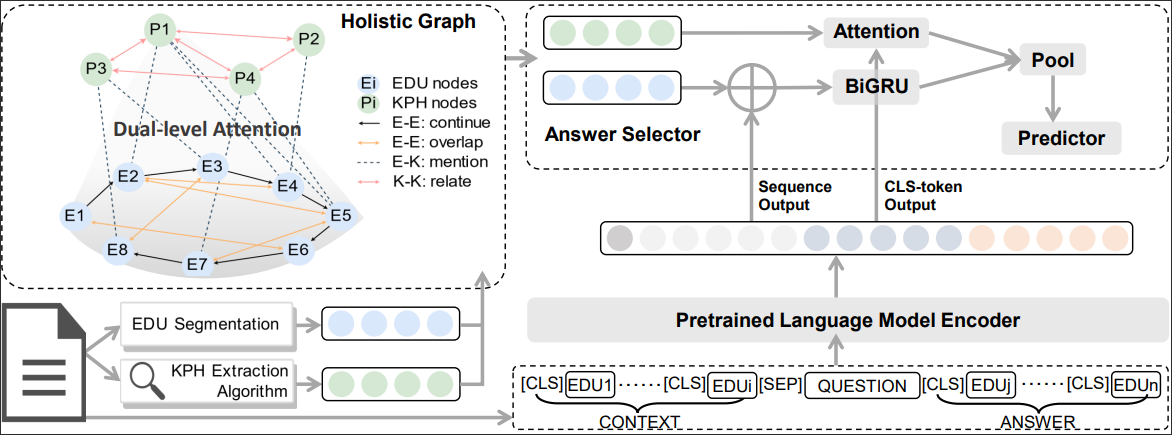 Holistic Graph
P1
P2
P3
P4
Ei EDU nodes
Pi KPH nodes
E-E: continue
E-E: overlap
E-K: mention
K-K: relate
Dual-level Attention
E1
E2
E3
E4
E5
E6
E7
E8
EDU Segmentation
KPH Extraction
Algorithm
Attention
BiGRU
Pool
Predictor
Answer Selector
Sequence
Output
CLS-token
Output
Pretrained Language Model Encoder
[CLS] EDU1 ······ [CLS] EDUi [SEP] QUESTION [CLS] EDUj ······ [CLS] EDUn
CONTEXT
ANSWER